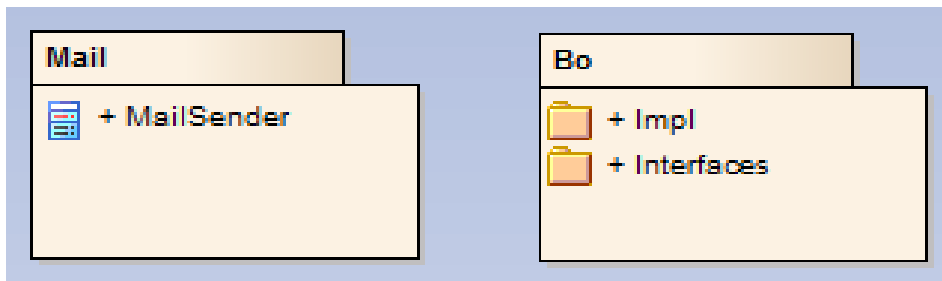 Mail
+ MailSender
Bo
+ Impl
+ Interfaces